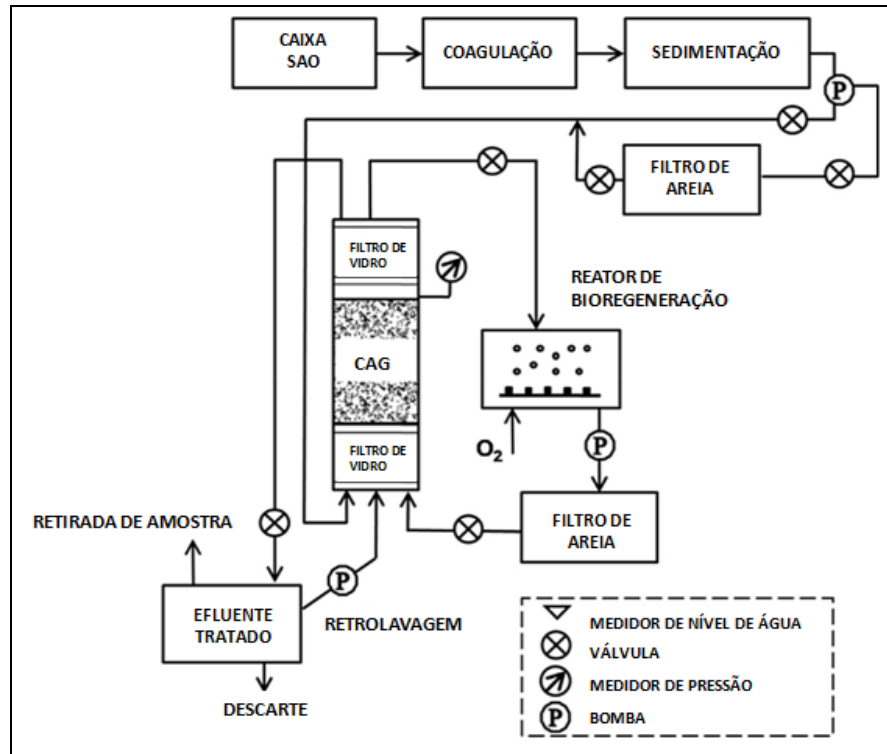 CAIXA
SAO
COAGULAÇÃO
SEDIMENTAÇÃO
P
FILTRO DE
AREIA
FILTRO DE
VIDRO
REATOR DE
BIOREGENERAÇÃO
CAG
FILTRO DE
VIDRO
O₂
P
RETIRADA DE AMOSTRA
FILTRO DE
AREIA
P
EFLUENTE
TRATADO
RETROLAVAGEM
DESCARTE
MEDIDOR DE NÍVEL DE ÁGUA
VÁLVULA
MEDIDOR DE PRESSÃO
P BOMBA